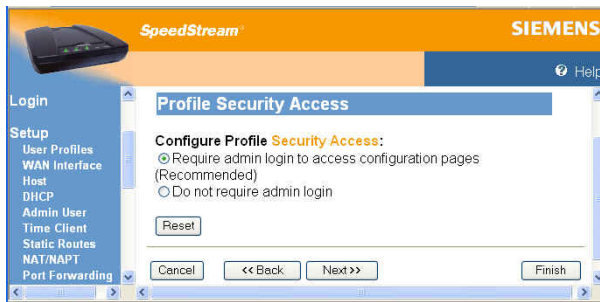 SpeedStream®
SIEMENS
Help
Login
Setup
User Profiles
WAN Interface
Host
DHCP
Admin User
Time Client
Static Routes
NAT/NAPT
Port Forwarding
Profile Security Access
Configure Profile Security Access:
Require admin login to access configuration pages
(Recommended)
Do not require admin login
Reset
Cancel
<< Back
Next >>
Finish